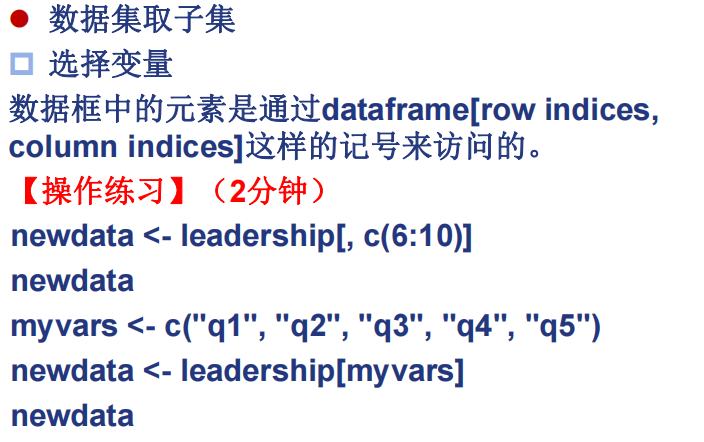 数据集取子集
选择变量
数据框中的元素是通过dataframe[row indices,
column indices]这样的记号来访问的。
【操作练习】（2分钟）
newdata <- leadership[, c(6:10)]
newdata
myvars <- c("q1", "q2", "q3", "q4", "q5")
newdata <- leadership[myvars]
newdata